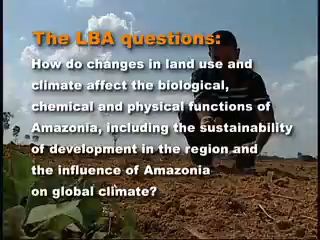 The LBA questions:
How do changes in land use and
climate affect the biological,
chemical and physical functions of
Amazonia, including the sustainability
of development in the region and
the influence of Amazonia
on global climate?